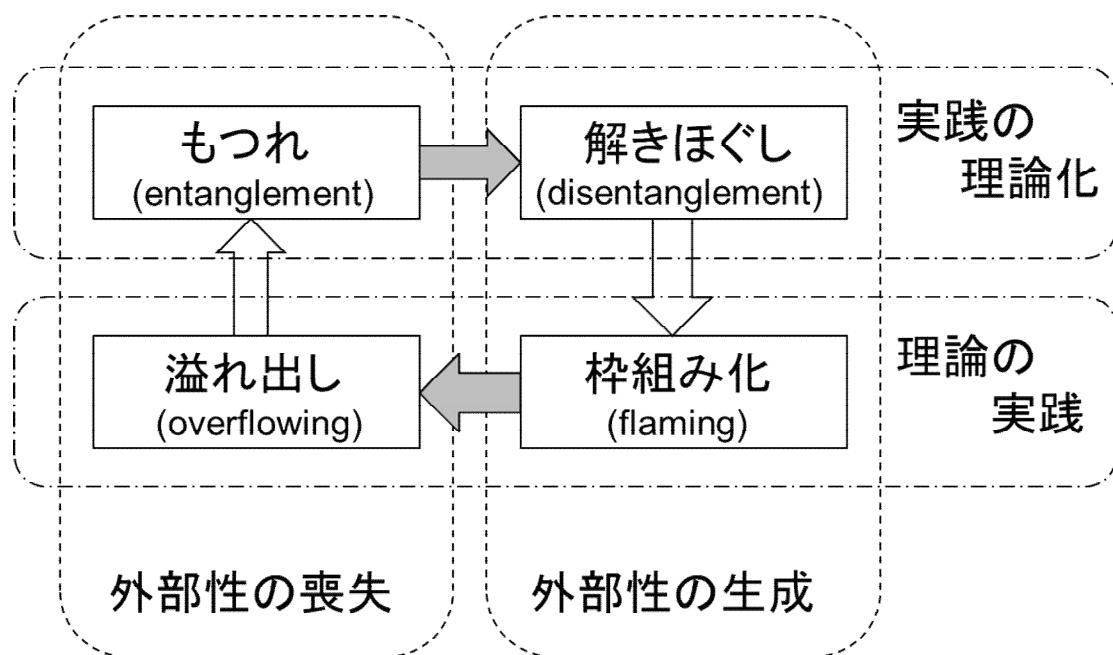 もつれ
(entanglement)
解きほぐし
(disentanglement)
実践の
理論化
溢れ出し
(overflowing)
枠組み化
(flaming)
理論の
実践
外部性の喪失
外部性の生成